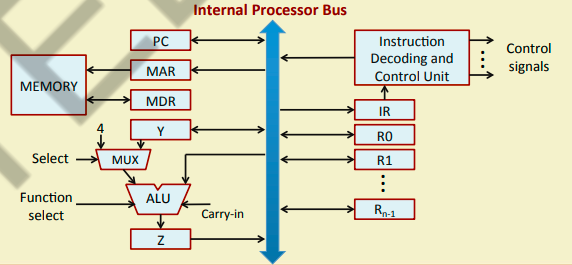 Internal Processor Bus
PC
MAR
MEMORY
MDR
Y
4
Select
MUX
Function
select
ALU
Carry-in
Z
Instruction
Decoding and
Control Unit
Control
signals
IR
R0
R1
Rn-1